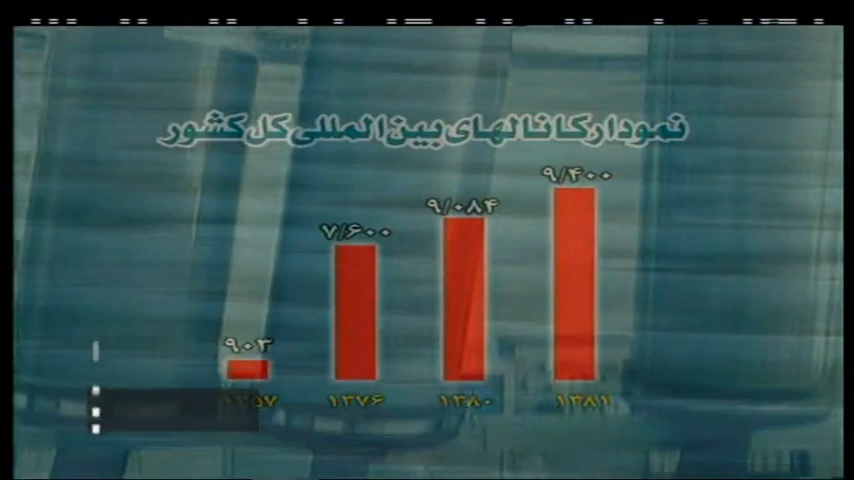 نمودار کانالهای بین المللی کل کشور
۹/۴۰۰
۹/۰۸۴
۷/۶۰۰
۹۰۳
۱۳۵۷ ۱۳۷۶ ۱۳۸۰ ۱۳۸۱